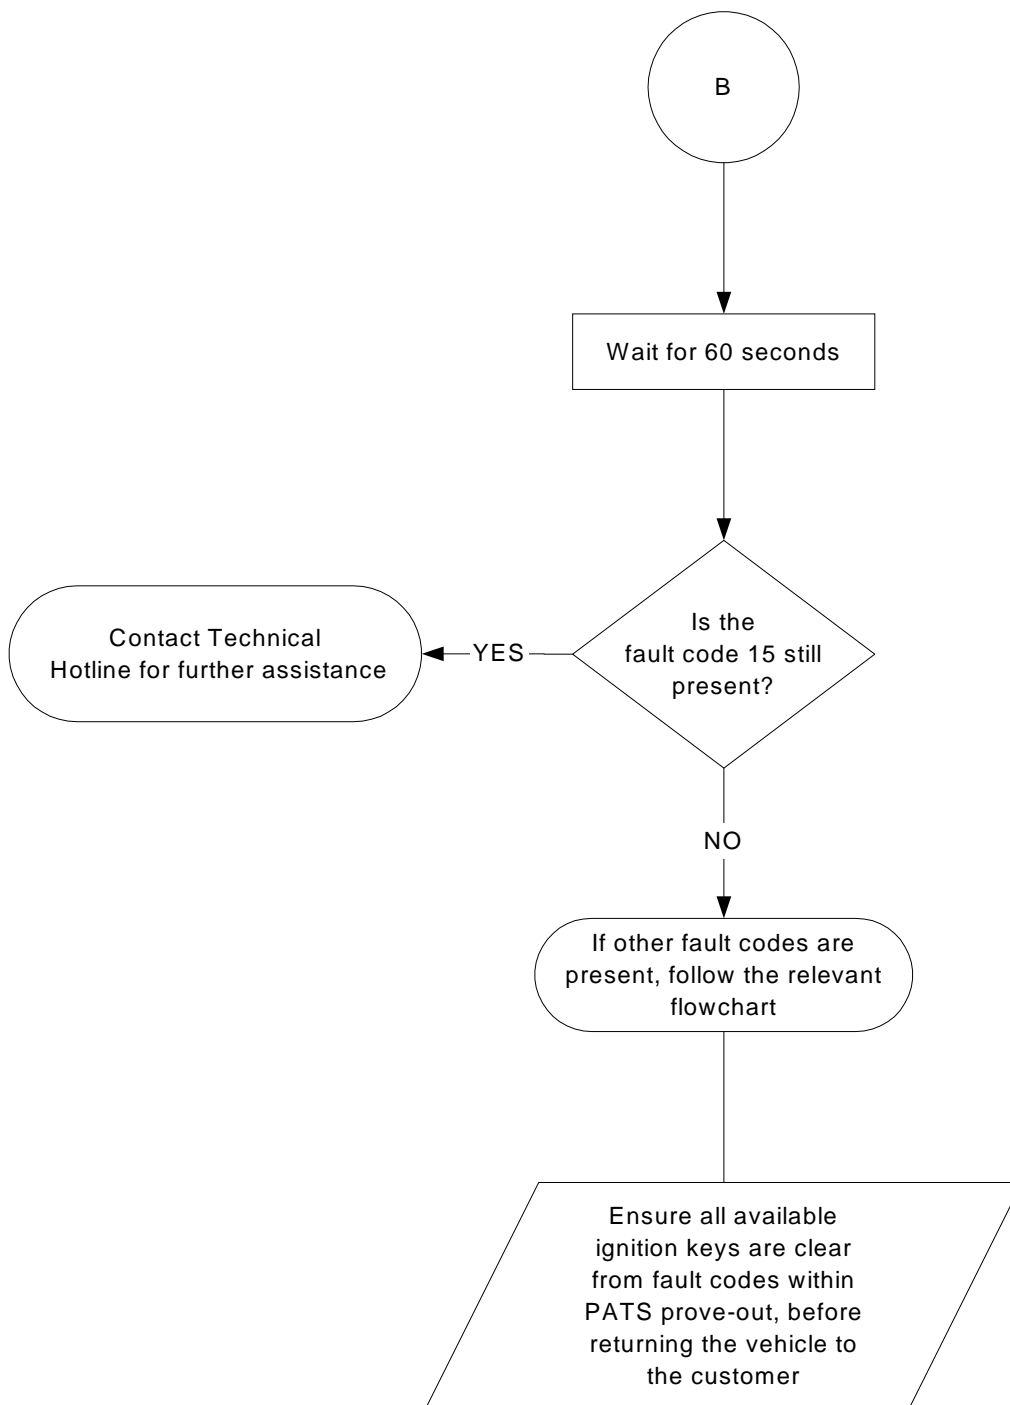 B
Wait for 60 seconds
Is the
fault code 15 still
present?
YES
Contact Technical
Hotline for further assistance
NO
If other fault codes are
present, follow the relevant
flowchart
Ensure all available
ignition keys are clear
from fault codes within
PATS prove-out, before
returning the vehicle to
the customer